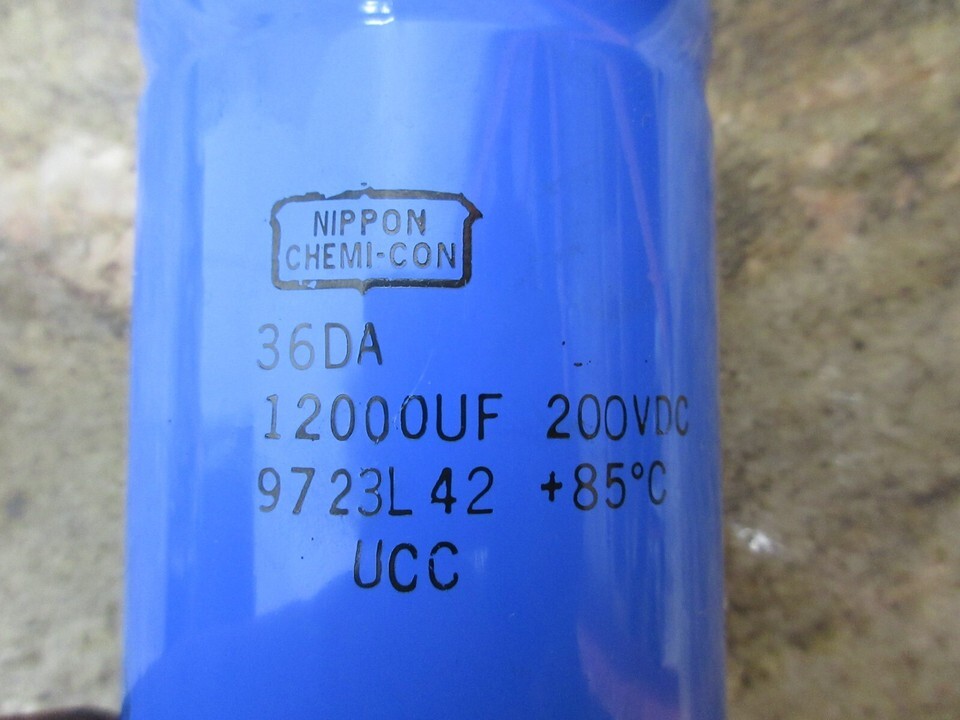 NIPPON
CHEMI-CON
36DA
12000UF 200VDC
9723L42 +85°C
UCC